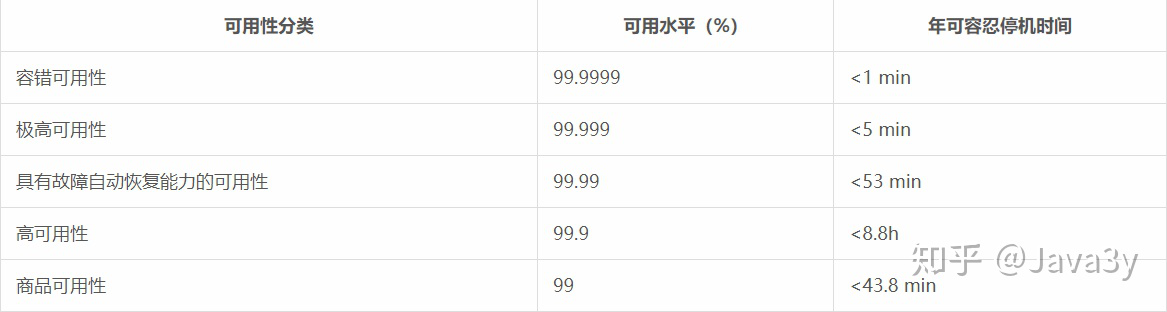 可用性分类 可用水平（%） 年可容忍停机时间
容错可用性 99.9999 <1 min
极高可用性 99.999 <5 min
具有故障自动恢复能力的可用性 99.99 <53 min
高可用性 99.9 <8.8h
商品可用性 99 <43.8 min
知乎 @Java3y